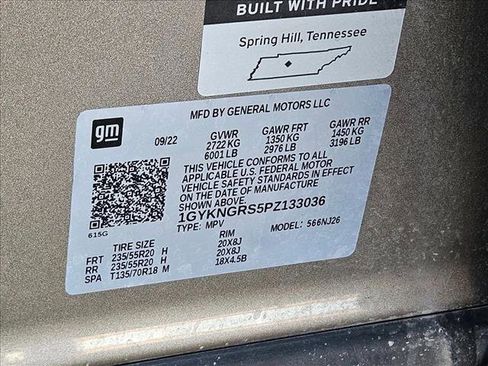 BUILT WITH PRIDE
Spring Hill, Tennessee
MFD BY GENERAL MOTORS LLC
gm
09/22 GVWR GAWR FRT GAWR RR
2722 KG 1350 KG 1450 KG
6001 LB 2976 LB 3196 LB
THIS VEHICLE CONFORMS TO ALL
APPLICABLE U.S. FEDERAL MOTOR
VEHICLE SAFETY STANDARDS IN EFFECT
ON THE DATE OF MANUFACTURE
1GYKNGRS5PZ133036
TYPE: MPV MODEL: 566NJ26
615G
TIRE SIZE RIM
FRT 235/55R20 H 20X8J
RR 235/55R20 H 20X8J
SPA T135/70R18 M 18X4.5B